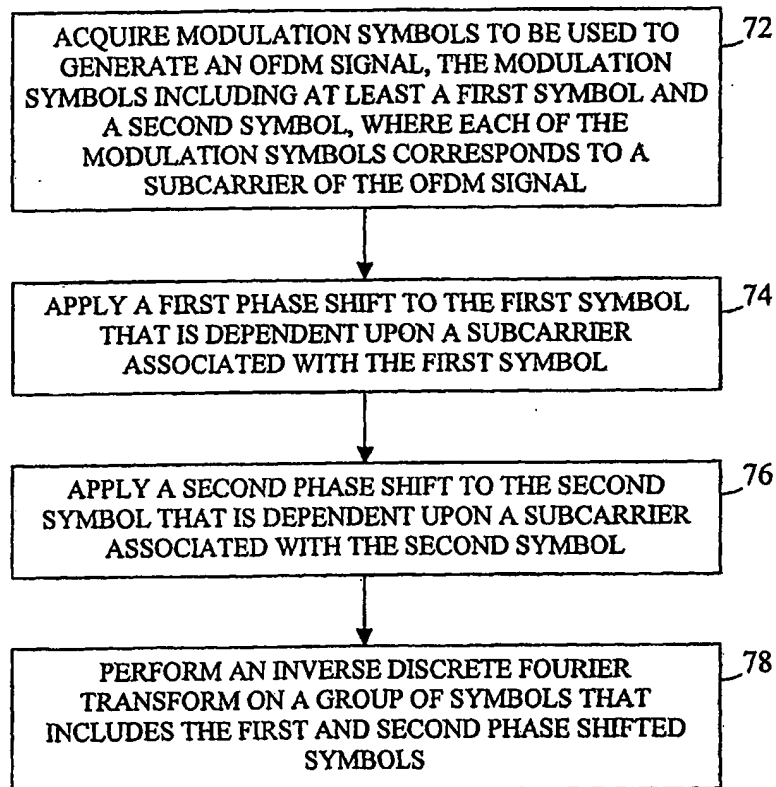 ACQUIRE MODULATION SYMBOLS TO BE USED TO
GENERATE AN OFDM SIGNAL, THE MODULATION
SYMBOLS INCLUDING AT LEAST A FIRST SYMBOL AND
A SECOND SYMBOL, WHERE EACH OF THE
MODULATION SYMBOLS CORRESPONDS TO A
SUBCARRIER OF THE OFDM SIGNAL
72
APPLY A FIRST PHASE SHIFT TO THE FIRST SYMBOL
THAT IS DEPENDENT UPON A SUBCARRIER
ASSOCIATED WITH THE FIRST SYMBOL
74
APPLY A SECOND PHASE SHIFT TO THE SECOND
SYMBOL THAT IS DEPENDENT UPON A SUBCARRIER
ASSOCIATED WITH THE SECOND SYMBOL
76
PERFORM AN INVERSE DISCRETE FOURIER
TRANSFORM ON A GROUP OF SYMBOLS THAT
INCLUDES THE FIRST AND SECOND PHASE SHIFTED
SYMBOLS
78